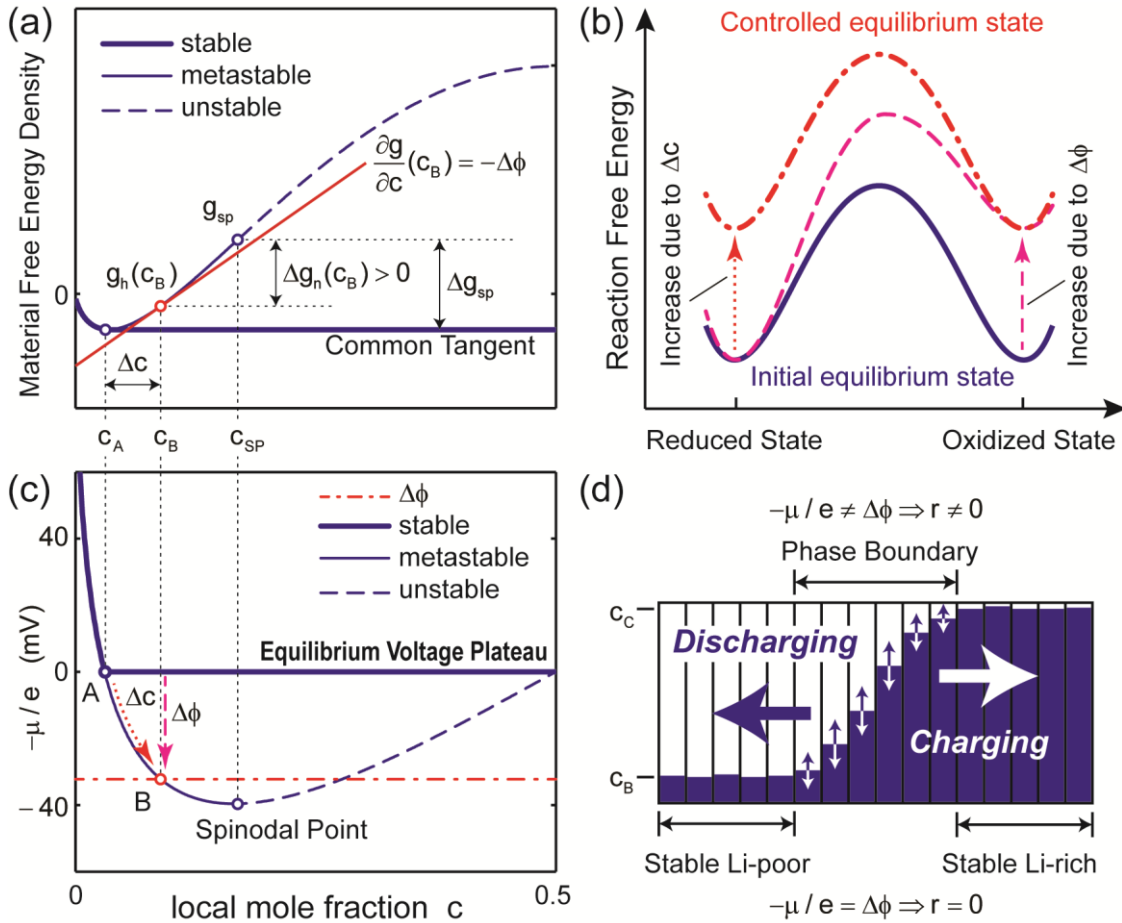 (a)
Material Free Energy Density
stable
metastable
unstable
∂g/∂c (c_B) = −Δϕ
g_sp
g_h(c_B)
Δg_n(c_B) > 0
Δg_sp
0
Common Tangent
Δc
c_A
c_B
c_SP
(b)
Controlled equilibrium state
Reaction Free Energy
Increase due to Δc
Increase due to Δϕ
Initial equilibrium state
Reduced State
Oxidized State
(c)
−μ / e (mV)
40
0
−40
Δϕ
stable
metastable
unstable
Equilibrium Voltage Plateau
A
Δc
Δϕ
B
Spinodal Point
0
0.5
local mole fraction c
(d)
−μ / e ≠ Δϕ ⇒ r ≠ 0
Phase Boundary
c_C
Discharging
Charging
c_B
Stable Li-poor
Stable Li-rich
−μ / e = Δϕ ⇒ r = 0